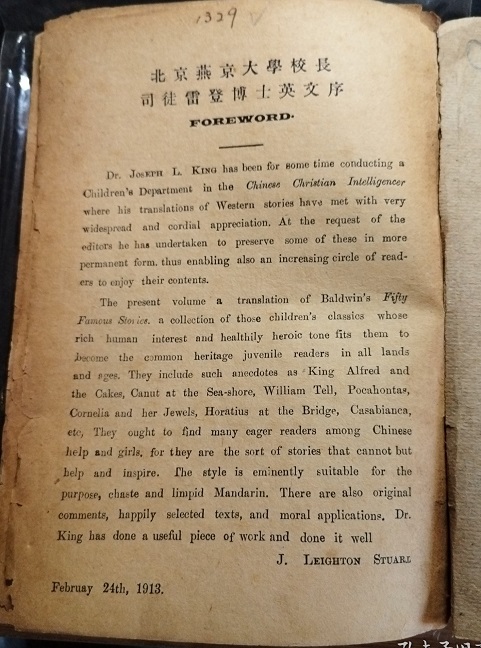 1329
北京燕京大學校長
司徒雷登博士英文序
FOREWORD.
Dr. Joseph L. King has been for some time conducting a
Children's Department in the Chinese Christian Intelligencer
where his translations of Western stories have met with very
widespread and cordial appreciation. At the request of the
editors he has undertaken to preserve some of these in more
permanent form, thus enabling also an increasing circle of read-
ers to enjoy their contents.
The present volume a translation of Baldwin's Fifty
Famous Stories. a collection of those children's classics whose
rich human interest and healthily heroic tone fits them to
become the common heritage juvenile readers in all lands
and ages. They include such anecdotes as King Alfred and
the Cakes, Canut at the Sea-shore, William Tell, Pocahontas,
Cornelia and her Jewels, Horatius at the Bridge, Casabianca,
etc, They ought to find many eager readers among Chinese
help and girls, for they are the sort of stories that cannot but
help and inspire. The style is eminently suitable for the
purpose, chaste and limpid Mandarin. There are also original
comments, happily selected texts, and moral applications. Dr.
King has done a useful piece of work and done it well
J. Leighton Stuart
Februay 24th, 1913.